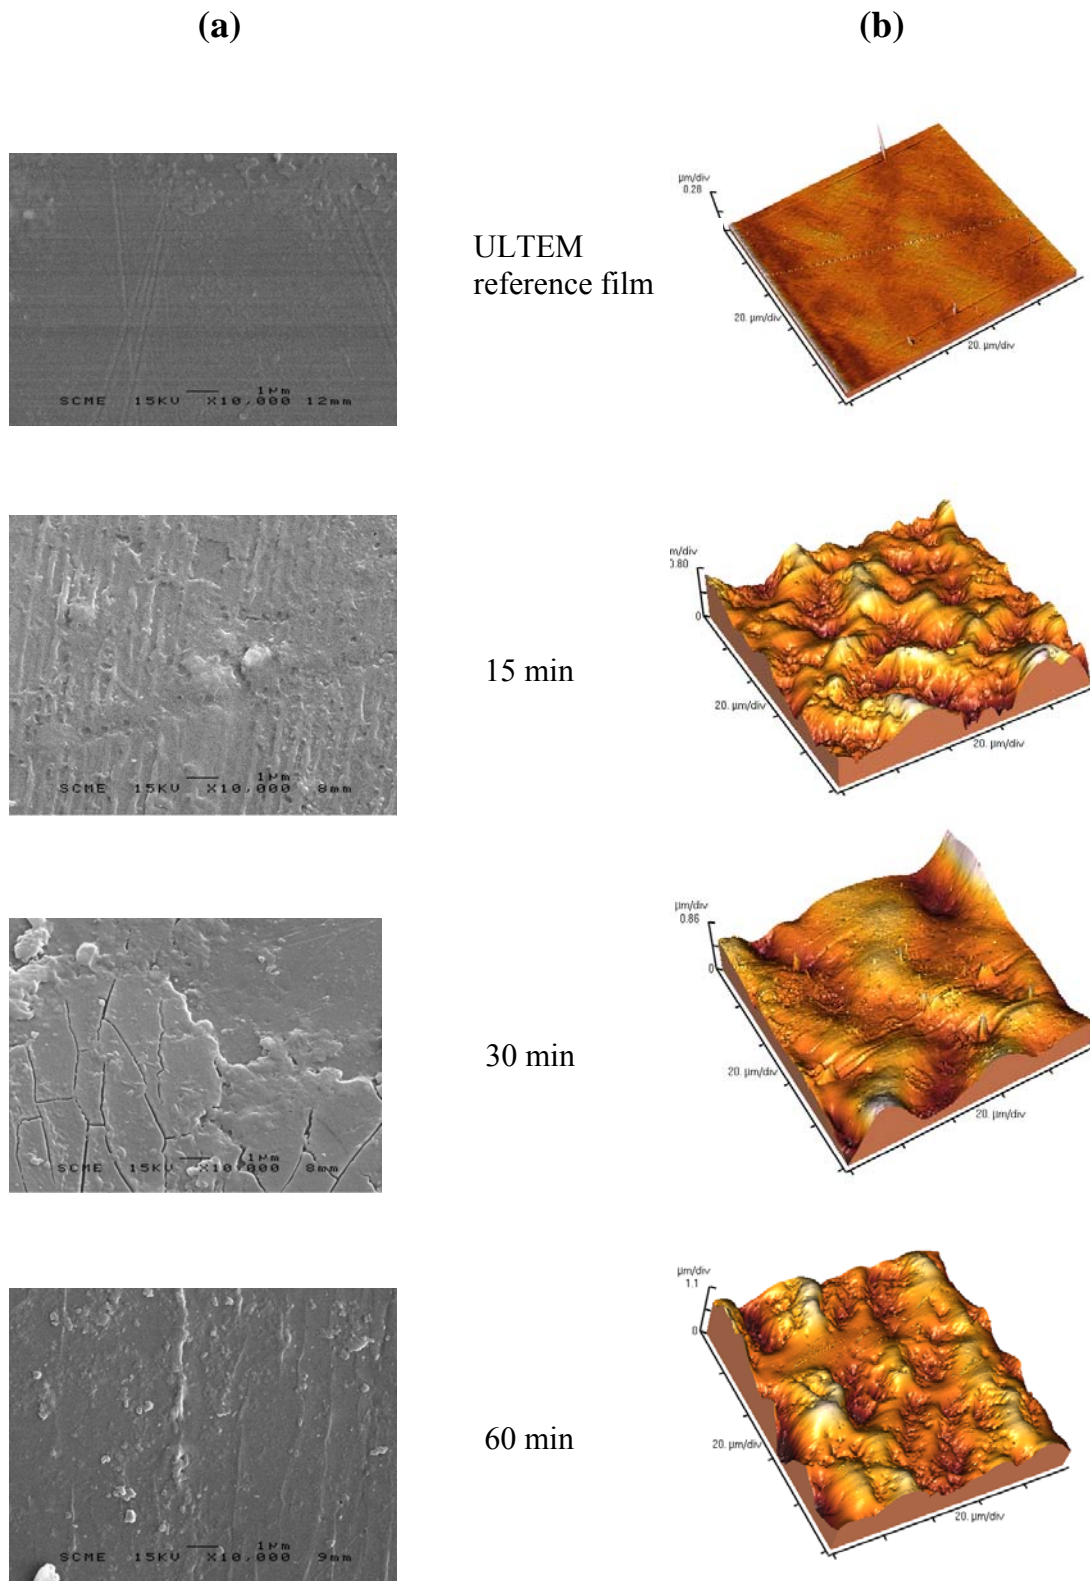 (a)
(b)
µm/div
0.28
20. µm/div
20. µm/div
ULTEM
reference film
1µm
SCME 15KV X10,000 12mm
m/div
0.80
0
20. µm/div
20. µm/div
15 min
1µm
SCME 15KV X10,000 8mm
µm/div
0.86
0
20. µm/div
20. µm/div
30 min
1µm
SCME 15KV X10,000 8mm
µm/div
1.1
0
20. µm/div
20. µm/div
60 min
1µm
SCME 15KV X10,000 9mm